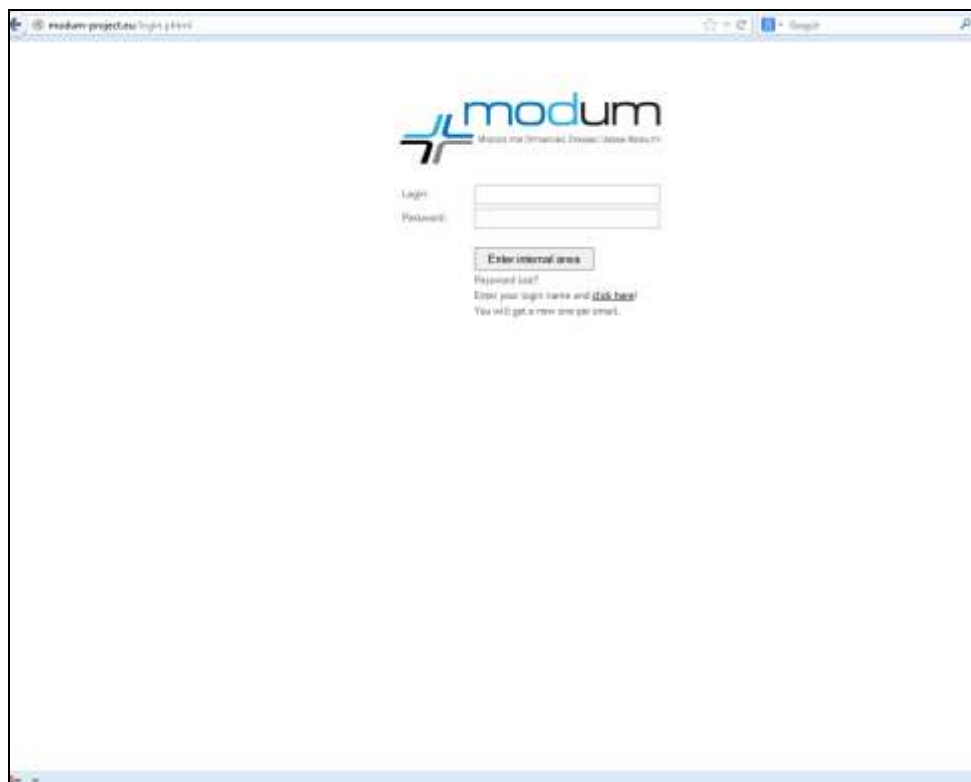 modum-project.eu/login.phtml
Google
modum
Login:
Password:
Enter internal area
Password lost?
Enter your login name and click here!
You will get a new one per email.